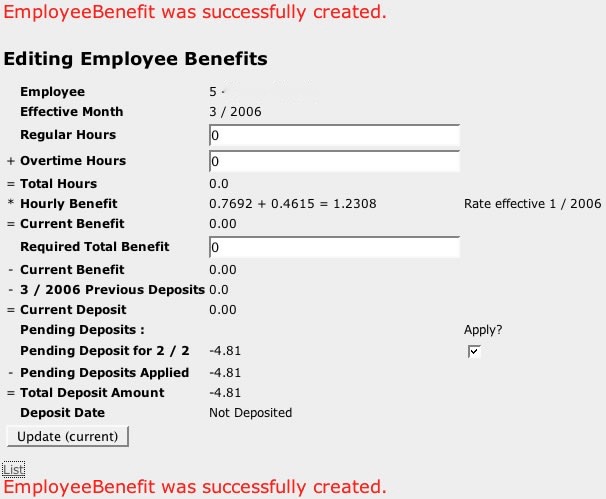 EmployeeBenefit was successfully created.
Editing Employee Benefits
Employee 5 -
Effective Month 3 / 2006
Regular Hours 0
+ Overtime Hours 0
= Total Hours 0.0
* Hourly Benefit 0.7692 + 0.4615 = 1.2308 Rate effective 1 / 2006
= Current Benefit 0.00
Required Total Benefit 0
- Current Benefit 0.00
- 3 / 2006 Previous Deposits 0.0
= Current Deposit 0.00
Pending Deposits : Apply?
Pending Deposit for 2 / 2 -4.81
- Pending Deposits Applied -4.81
= Total Deposit Amount -4.81
Deposit Date Not Deposited
Update (current)
List
EmployeeBenefit was successfully created.